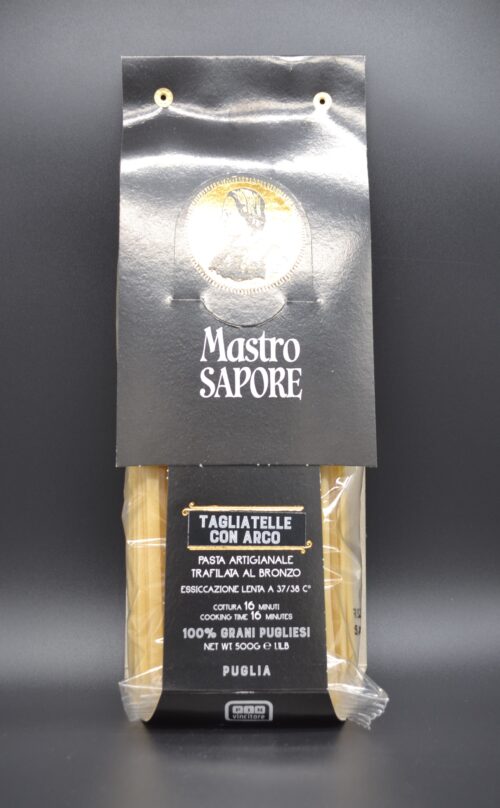 Mastro
SAPORE
TAGLIATELLE
CON ARCO
PASTA ARTIGIANALE
TRAFILATA AL BRONZO
ESSICCAZIONE LENTA A 37/38 C°
COTTURA 16 MINUTI
COOKING TIME 16 MINUTES
100% GRANI PUGLIESI
NET WT 500G ℮ 1.1LB
PUGLIA
vincitore